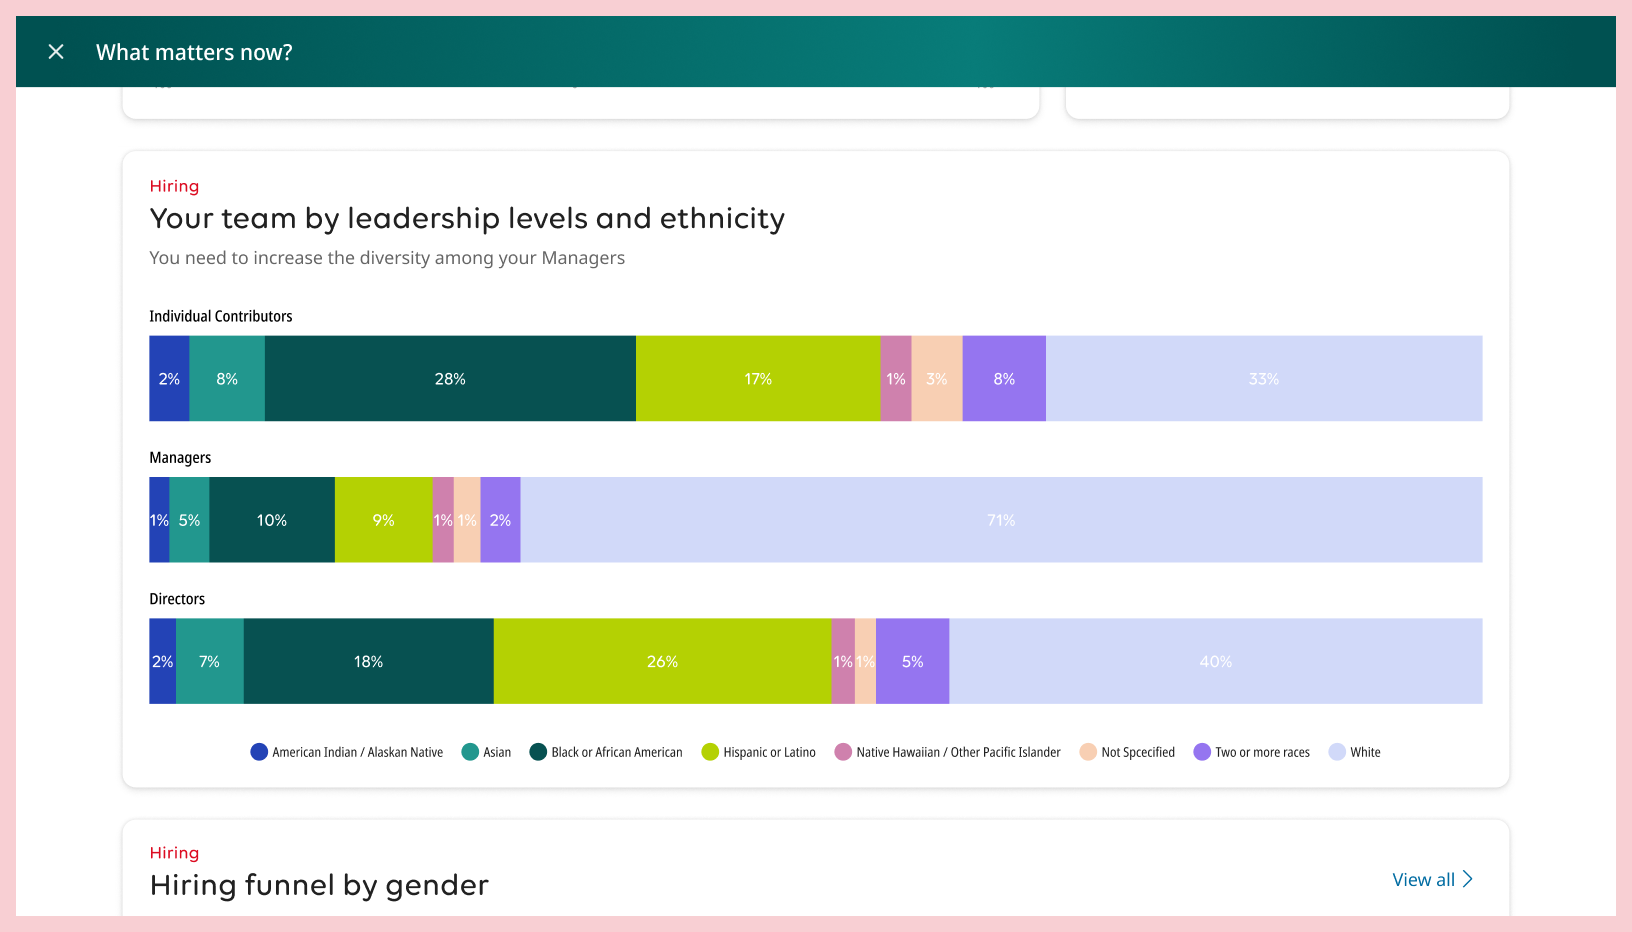 What matters now?
Hiring
Your team by leadership levels and ethnicity
You need to increase the diversity among your Managers
Individual Contributors
2% 8% 28% 17% 1% 3% 8% 33%
Managers
1% 5% 10% 9% 1% 1% 2% 71%
Directors
2% 7% 18% 26% 1% 1% 5% 40%
American Indian / Alaskan Native Asian Black or African American Hispanic or Latino Native Hawaiian / Other Pacific Islander Not Spcecified Two or more races White
Hiring
Hiring funnel by gender
View all